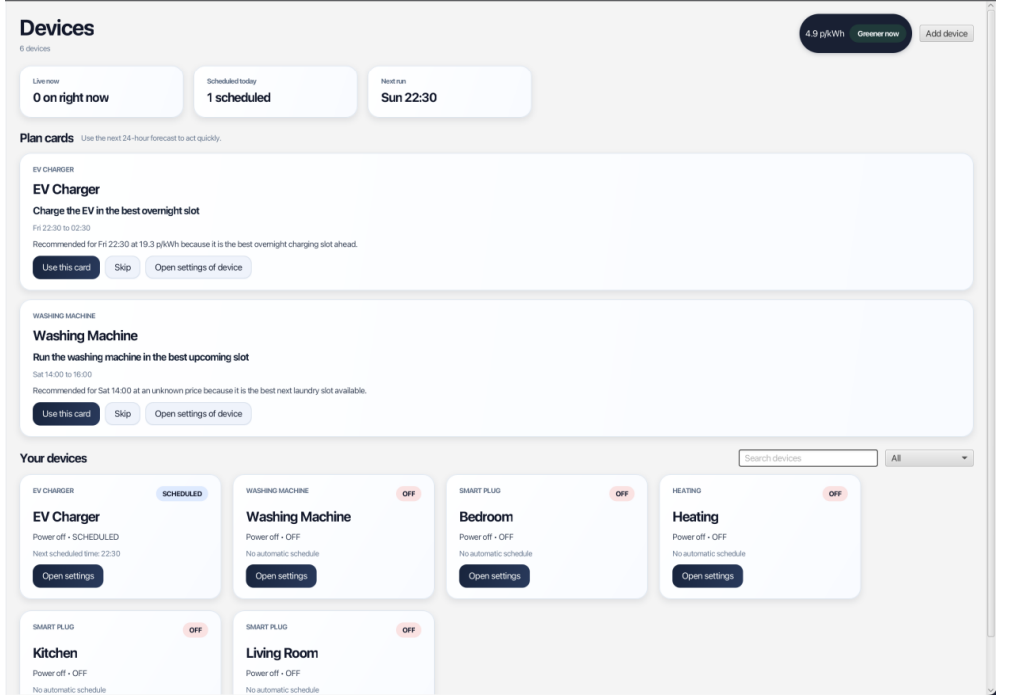 Devices
6 devices
4.9 p/kWh Greener now Add device
Live now
0 on right now
Scheduled today
1 scheduled
Next run
Sun 22:30
Plan cards Use the next 24-hour forecast to act quickly.
EV CHARGER
EV Charger
Charge the EV in the best overnight slot
Fri 22:30 to 02:30
Recommended for Fri 22:30 at 19.3 p/kWh because it is the best overnight charging slot ahead.
Use this card Skip Open settings of device
WASHING MACHINE
Washing Machine
Run the washing machine in the best upcoming slot
Sat 14:00 to 16:00
Recommended for Sat 14:00 at an unknown price because it is the best next laundry slot available.
Use this card Skip Open settings of device
Your devices Search devices All
EV CHARGER SCHEDULED
EV Charger
Power off • SCHEDULED
Next scheduled time: 22:30
Open settings
WASHING MACHINE OFF
Washing Machine
Power off • OFF
No automatic schedule
Open settings
SMART PLUG OFF
Bedroom
Power off • OFF
No automatic schedule
Open settings
HEATING OFF
Heating
Power off • OFF
No automatic schedule
Open settings
SMART PLUG OFF
Kitchen
Power off • OFF
No automatic schedule
SMART PLUG OFF
Living Room
Power off • OFF
No automatic schedule